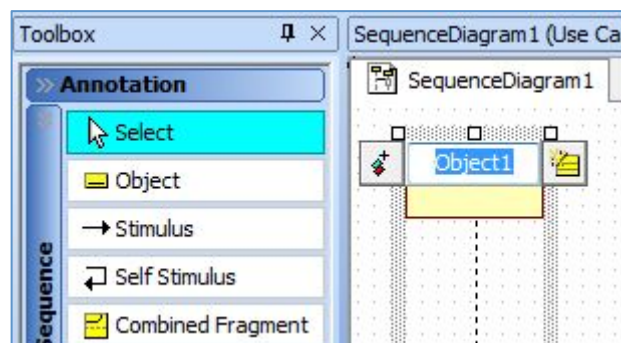 Toolbox
SequenceDiagram1 (Use Ca
Annotation
SequenceDiagram1
Select
Object
Stimulus
Self Stimulus
Combined Fragment
Sequence
Object1